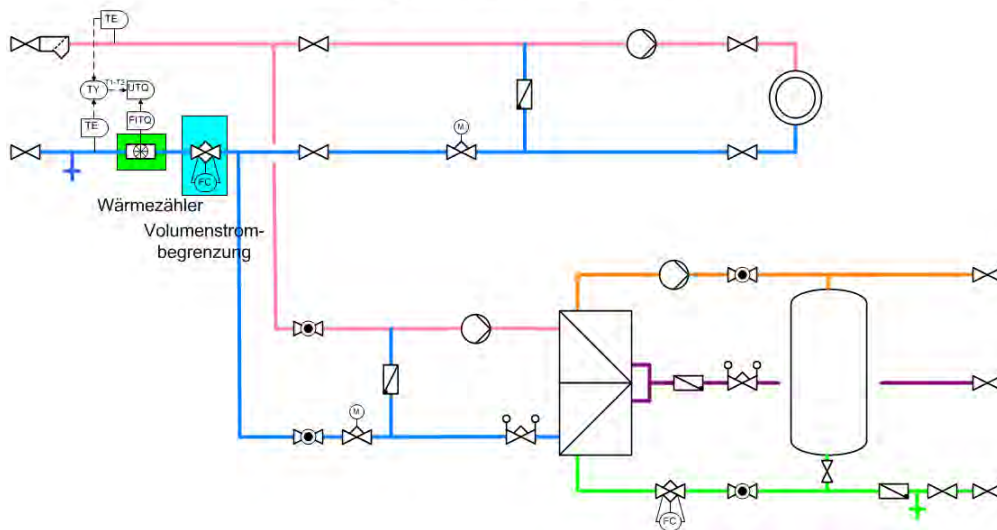 TE
TY
T1-T2
UTQ
TE
FITQ
M
FC
Wärmezähler
Volumenstrom-
begrenzung
M
FC